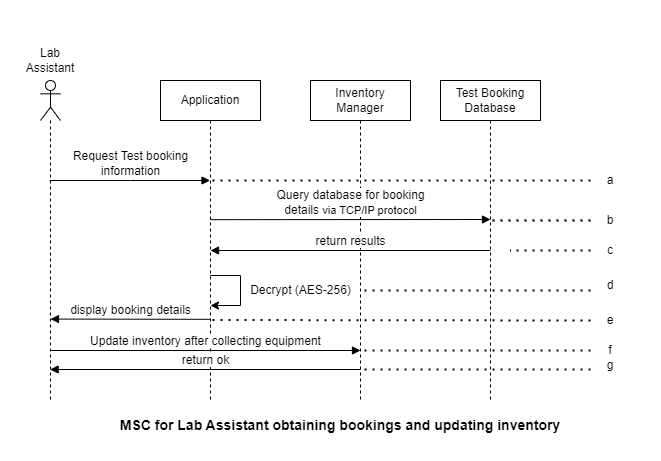 Lab
Assistant
Application
Inventory
Manager
Test Booking
Database
Request Test booking
information
a
Query database for booking
details via TCP/IP protocol
b
return results
c
Decrypt (AES-256)
d
display booking details
e
Update inventory after collecting equipment
f
return ok
g
MSC for Lab Assistant obtaining bookings and updating inventory